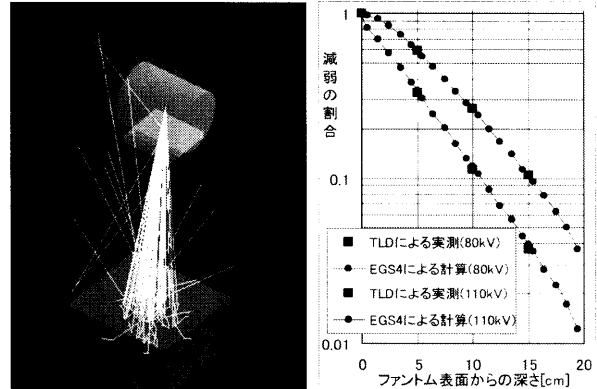 1
減弱の割合
0.1
■ TLDによる実測(80kV)
● EGS4による計算(80kV)
■ TLDによる実測(110kV)
● EGS4による計算(110kV)
0.01
0 5 10 15 20
ファントム表面からの深さ[cm]